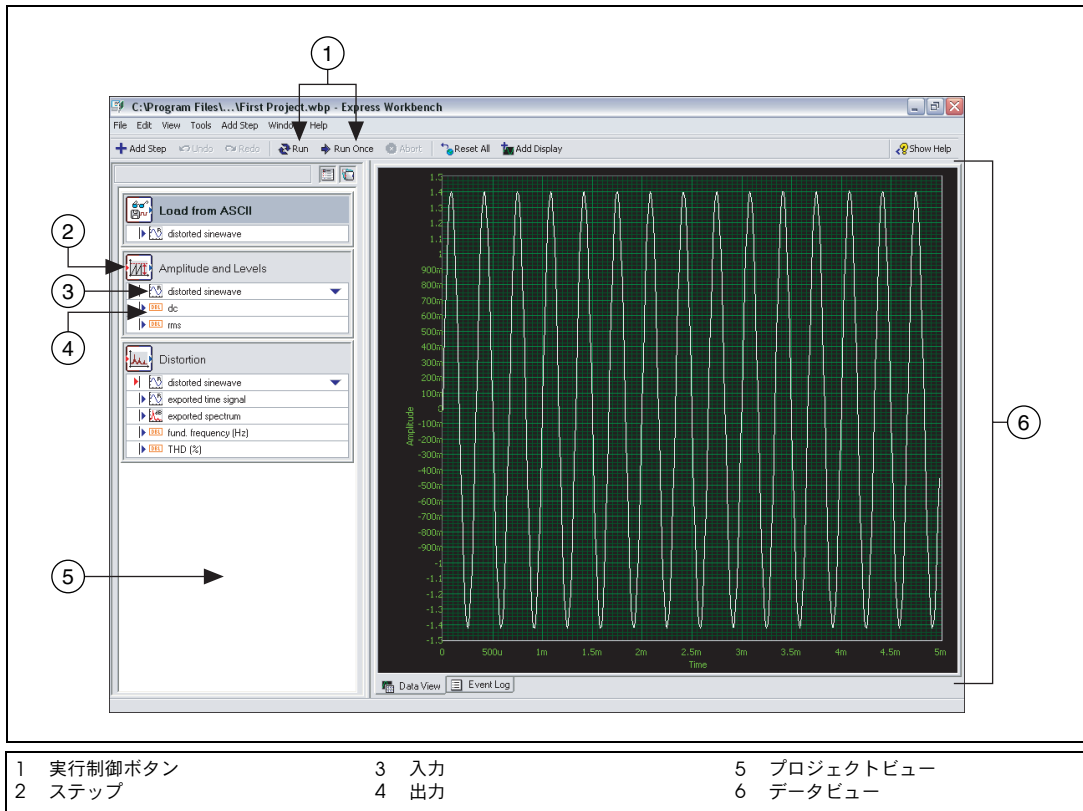 1
C:\Program Files\...\First Project.wbp - Express Workbench
File Edit View Tools Add Step Window Help
Add Step Undo Redo Run Run Once Abort Reset All Add Display Show Help
Load from ASCII
distorted sinewave
2
Amplitude and Levels
3
distorted sinewave
dc
rms
4
Distortion
distorted sinewave
exported time signal
exported spectrum
fund. frequency (Hz)
THD (%)
5
1.5
1.4
1.3
1.2
1.1
1
900m
800m
700m
600m
500m
400m
300m
200m
100m
0
-100m
-200m
-300m
-400m
-500m
-600m
-700m
-800m
-900m
-1
-1.1
-1.2
-1.3
-1.4
-1.5
Amplitude
0 500u 1m 1.5m 2m 2.5m 3m 3.5m 4m 4.5m 5m
Time
Data View Event Log
6
1 実行制御ボタン 3 入力 5 プロジェクトビュー
2 ステップ 4 出力 6 データビュー